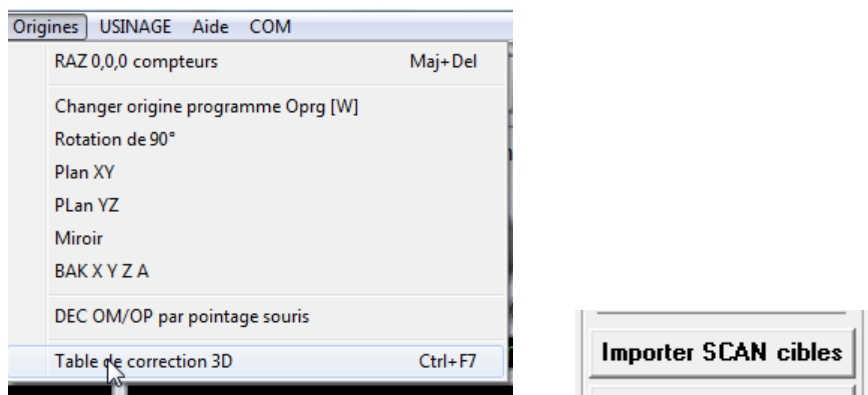 Origines USINAGE Aide COM
RAZ 0,0,0 compteurs Maj+Del
Changer origine programme Oprg [W]
Rotation de 90°
Plan XY
PLan YZ
Miroir
BAK X Y Z A
DEC OM/OP par pointage souris
Table de correction 3D Ctrl+F7
Importer SCAN cibles